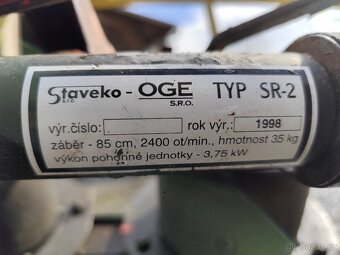 Staveko - OGE TYP SR-2
s.r.o. S.R.O.
výr.číslo: rok výr.: 1998
záběr - 85 cm, 2400 ot/min., hmotnost 35 kg
výkon pohonné jednotky - 3,75 kW